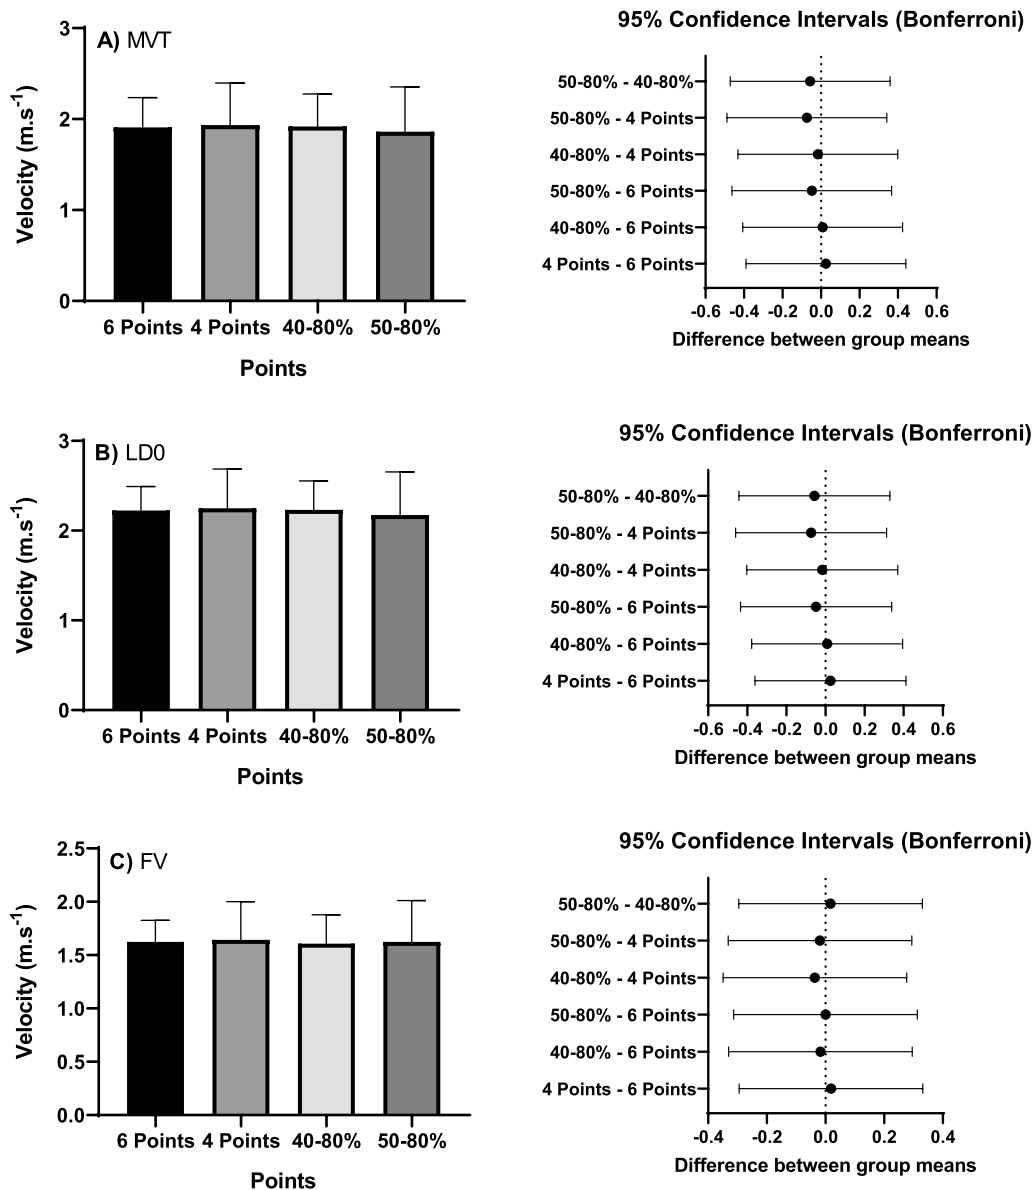 A) MVT
3
2
1
0
Velocity (m.s-1)
6 Points 4 Points 40-80% 50-80%
Points
95% Confidence Intervals (Bonferroni)
50-80% - 40-80%
50-80% - 4 Points
40-80% - 4 Points
50-80% - 6 Points
40-80% - 6 Points
4 Points - 6 Points
-0.6 -0.4 -0.2 0.0 0.2 0.4 0.6
Difference between group means
B) LD0
3
2
1
0
Velocity (m.s-1)
6 Points 4 Points 40-80% 50-80%
Points
95% Confidence Intervals (Bonferroni)
50-80% - 40-80%
50-80% - 4 Points
40-80% - 4 Points
50-80% - 6 Points
40-80% - 6 Points
4 Points - 6 Points
-0.6 -0.4 -0.2 0.0 0.2 0.4 0.6
Difference between group means
C) FV
2.5
2.0
1.5
1.0
0.5
0.0
Velocity (m.s-1)
6 Points 4 Points 40-80% 50-80%
Points
95% Confidence Intervals (Bonferroni)
50-80% - 40-80%
50-80% - 4 Points
40-80% - 4 Points
50-80% - 6 Points
40-80% - 6 Points
4 Points - 6 Points
-0.4 -0.2 0.0 0.2 0.4
Difference between group means